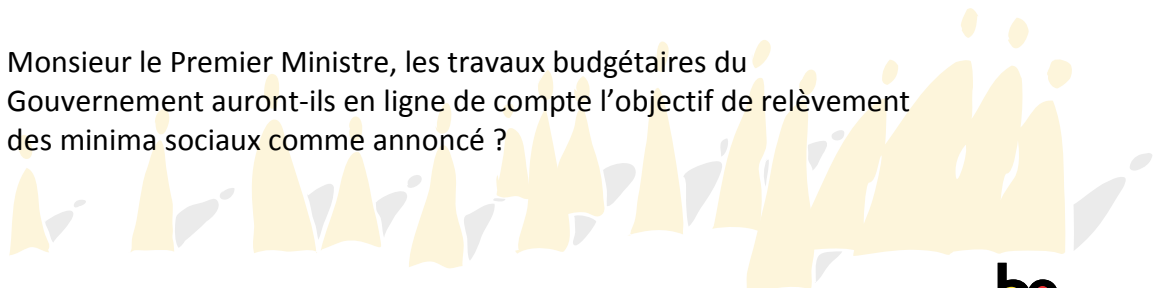 Monsieur le Premier Ministre, les travaux budgétaires du
Gouvernement auront-ils en ligne de compte l’objectif de relèvement
des minima sociaux comme annoncé ?